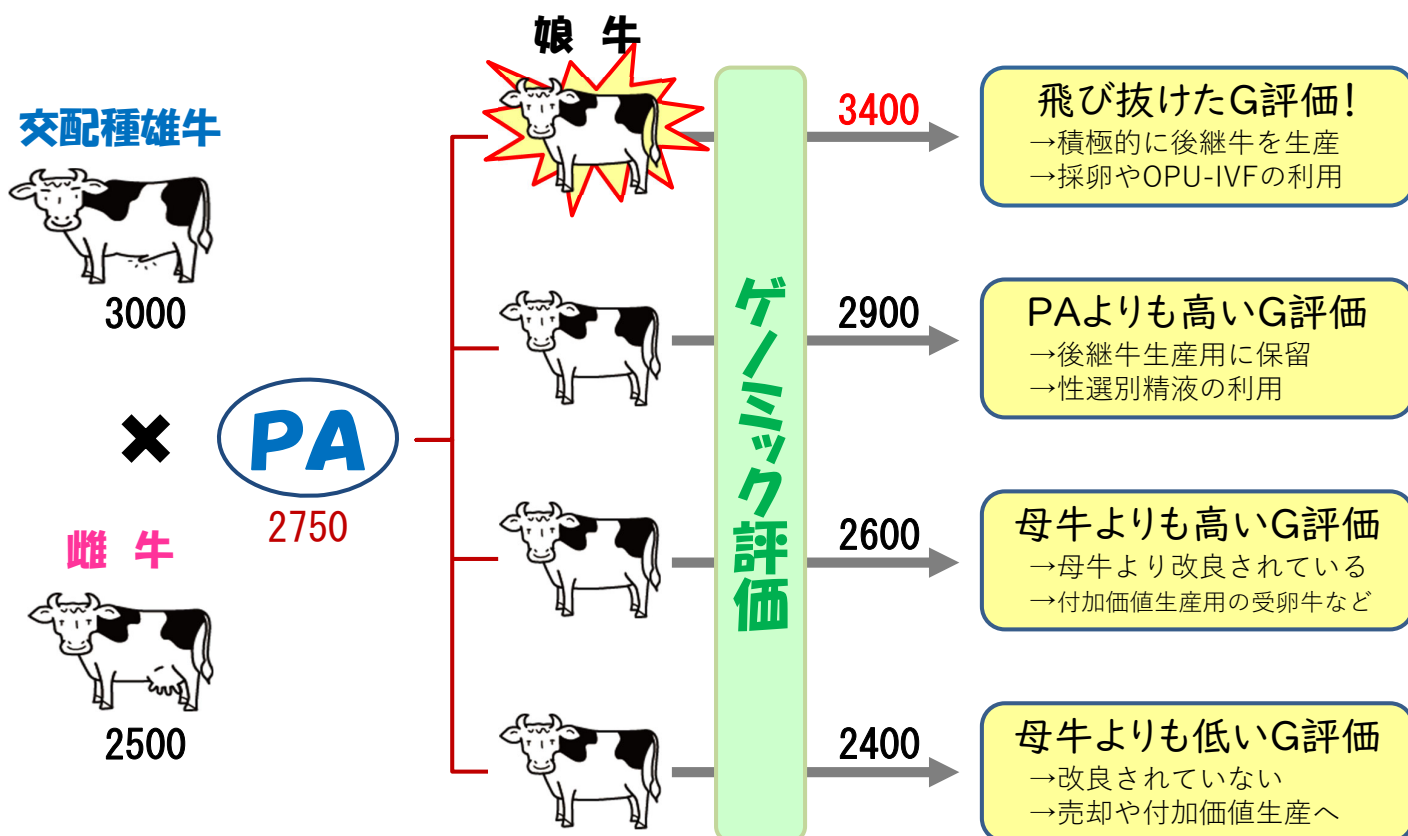 娘 牛
交配種雄牛
3000
×
雌 牛
2500
PA
2750
ゲノミック評価
3400
飛び抜けたG評価!
→積極的に後継牛を生産
→採卵やOPU-IVFの利用
2900
PAよりも高いG評価
→後継牛生産用に保留
→性選別精液の利用
2600
母牛よりも高いG評価
→母牛より改良されている
→付加価値生産用の受卵牛など
2400
母牛よりも低いG評価
→改良されていない
→売却や付加価値生産へ